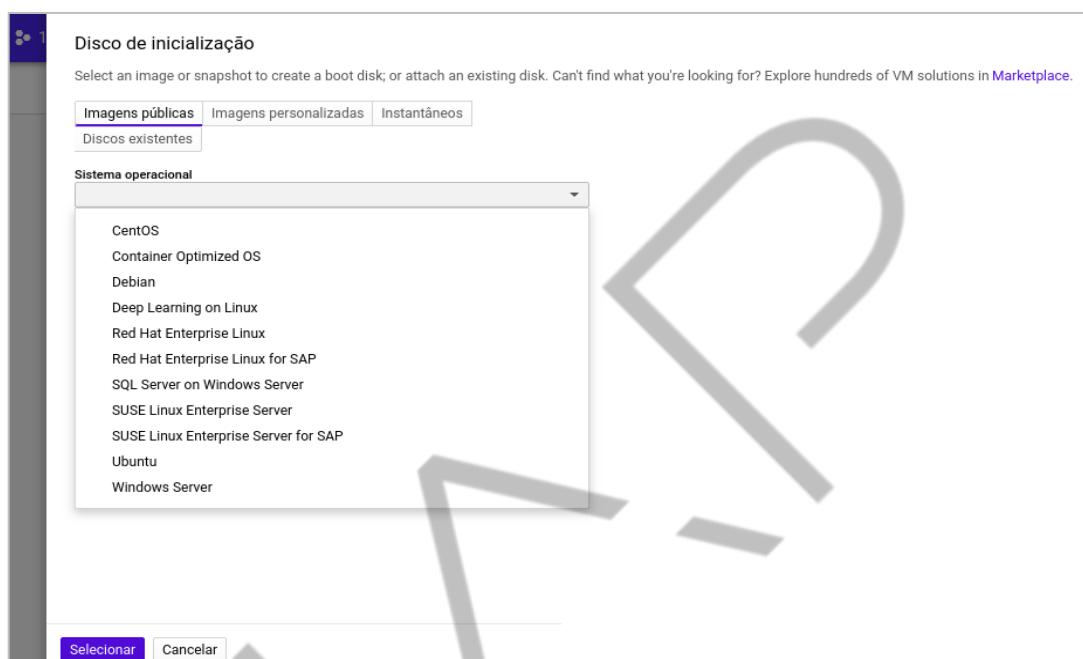 1
Disco de inicialização
Select an image or snapshot to create a boot disk; or attach an existing disk. Can't find what you're looking for? Explore hundreds of VM solutions in Marketplace.
Imagens públicas Imagens personalizadas Instantâneos
Discos existentes
Sistema operacional
CentOS
Container Optimized OS
Debian
Deep Learning on Linux
Red Hat Enterprise Linux
Red Hat Enterprise Linux for SAP
SQL Server on Windows Server
SUSE Linux Enterprise Server
SUSE Linux Enterprise Server for SAP
Ubuntu
Windows Server
Selecionar Cancelar